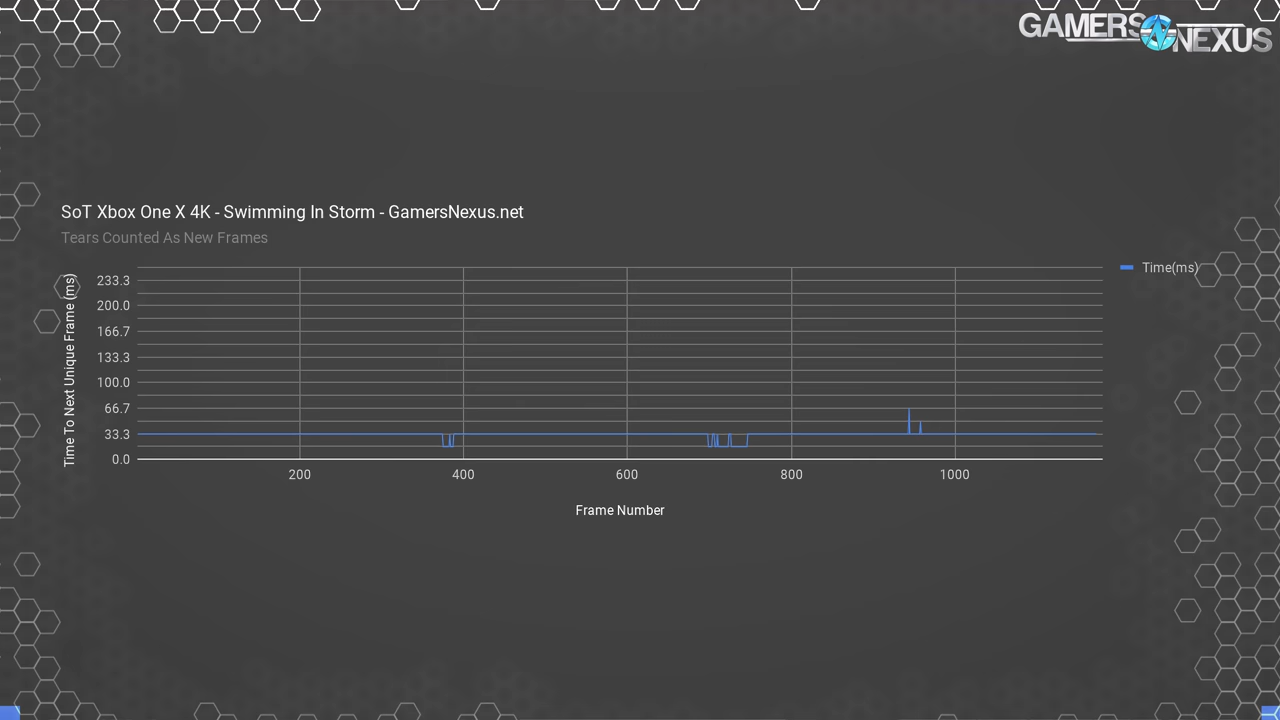 GAMERS NEXUS
SoT Xbox One X 4K - Swimming In Storm - GamersNexus.net
Tears Counted As New Frames
Time(ms)
Time To Next Unique Frame (ms)
233.3
200.0
166.7
133.3
100.0
66.7
33.3
0.0
200 400 600 800 1000
Frame Number